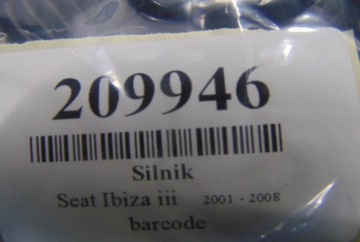 209946
Silnik
Seat Ibiza iii 2001 - 2008
barcode